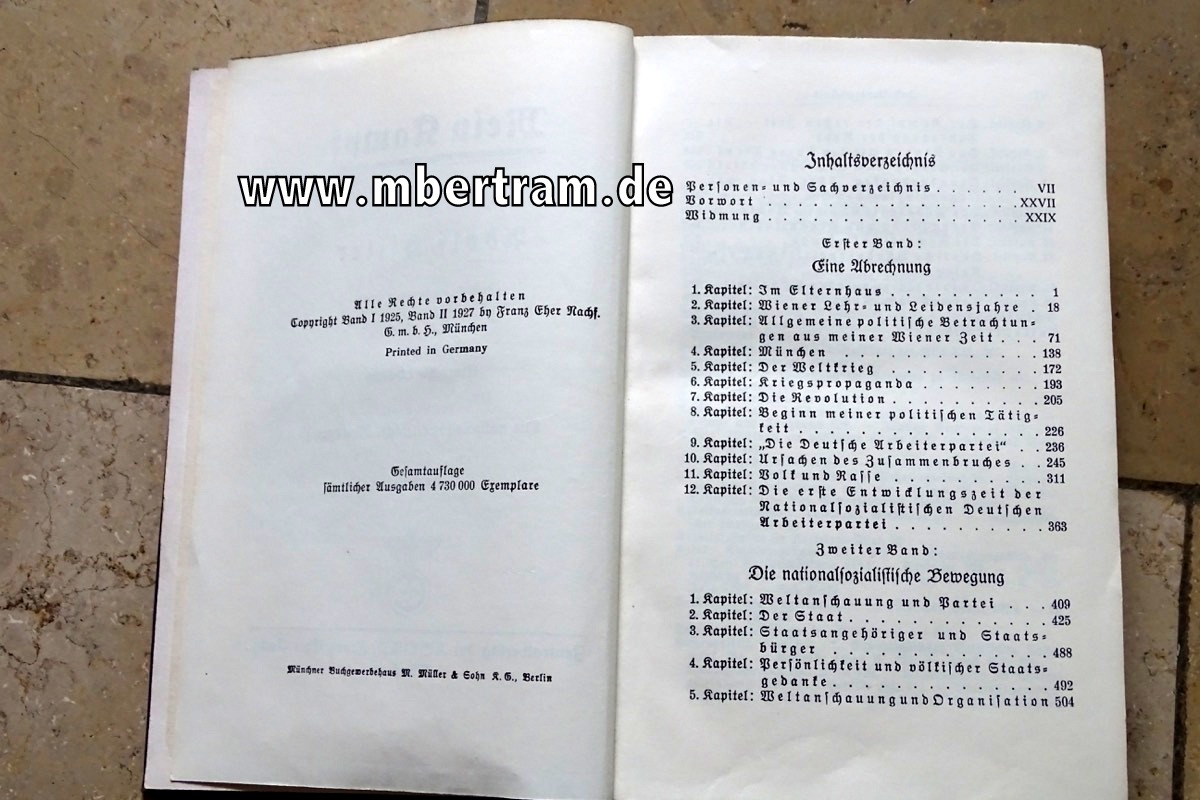 www.mbertram.de
Alle Rechte vorbehalten
Copyright Band I 1925, Band II 1927 by Franz Eher Nachf.
G. m. b. H., München
Printed in Germany
Gesamtauflage
sämtlicher Ausgaben 4 730 000 Exemplare
Münchner Buchgewerbehaus M. Müller & Sohn K. G., Berlin
Inhaltsverzeichnis
Personen- und Sachverzeichnis . . . . . . VII
Vorwort . . . . . . . . . . . . . . . . XXVII
Widmung . . . . . . . . . . . . . . . . XXIX
Erster Band:
Eine Abrechnung
1. Kapitel: Im Elternhaus . . . . . . . . . . 1
2. Kapitel: Wiener Lehr- und Leidensjahre . 18
3. Kapitel: Allgemeine politische Betrachtun-
gen aus meiner Wiener Zeit . . . 71
4. Kapitel: München . . . . . . . . . . . 138
5. Kapitel: Der Weltkrieg . . . . . . . . . 172
6. Kapitel: Kriegspropaganda . . . . . . . 193
7. Kapitel: Die Revolution . . . . . . . . . 205
8. Kapitel: Beginn meiner politischen Tätig-
keit . . . . . . . . . . . . . . . 226
9. Kapitel: „Die Deutsche Arbeiterpartei“ . . 236
10. Kapitel: Ursachen des Zusammenbruches . . 245
11. Kapitel: Volk und Rasse . . . . . . . . . 311
12. Kapitel: Die erste Entwicklungszeit der
Nationalsozialistischen Deutschen
Arbeiterpartei . . . . . . . . . . 363
Zweiter Band:
Die nationalsozialistische Bewegung
1. Kapitel: Weltanschauung und Partei . . . 409
2. Kapitel: Der Staat . . . . . . . . . . . 425
3. Kapitel: Staatsangehöriger und Staats-
bürger . . . . . . . . . . . . . 488
4. Kapitel: Persönlichkeit und völkischer Staats-
gedanke . . . . . . . . . . . . . 492
5. Kapitel: Weltanschauung und Organisation 504